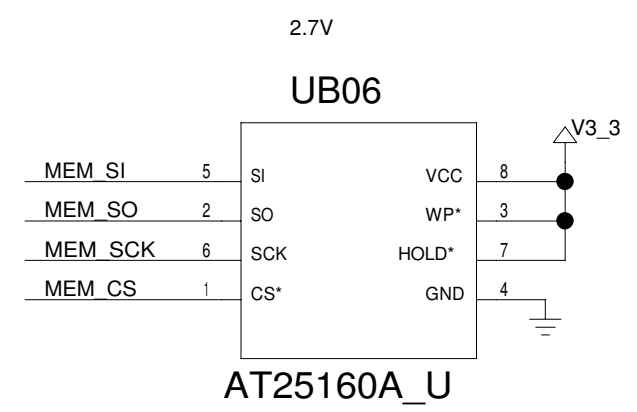 2.7V
UB06
V3_3
MEM_SI 5 SI VCC 8
MEM_SO 2 SO WP* 3
MEM_SCK 6 SCK HOLD* 7
MEM_CS 1 CS* GND 4
AT25160A_U